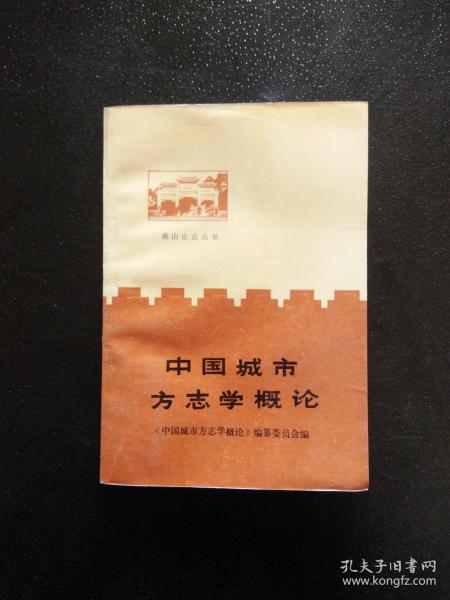 燕山史志丛书
中国城市
方志学概论
《中国城市方志学概论》编纂委员会编
孔夫子旧书网
www.kongfz.com